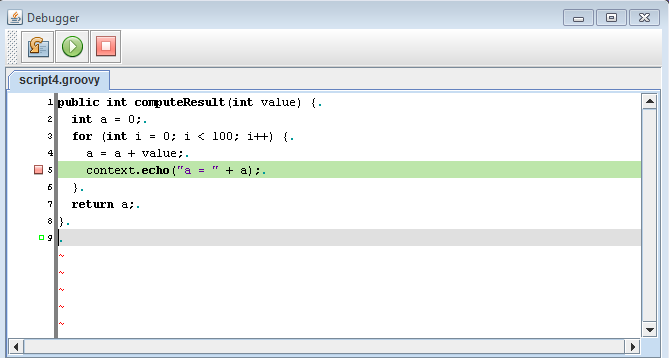 Debugger
script4.groovy
1 public int computeResult(int value) {.
2 int a = 0;.
3 for (int i = 0; i < 100; i++) {.
4 a = a + value;.
5 context.echo("a = " + a);.
6 }.
7 return a;.
8 }.
9 .
~
~
~
~
~